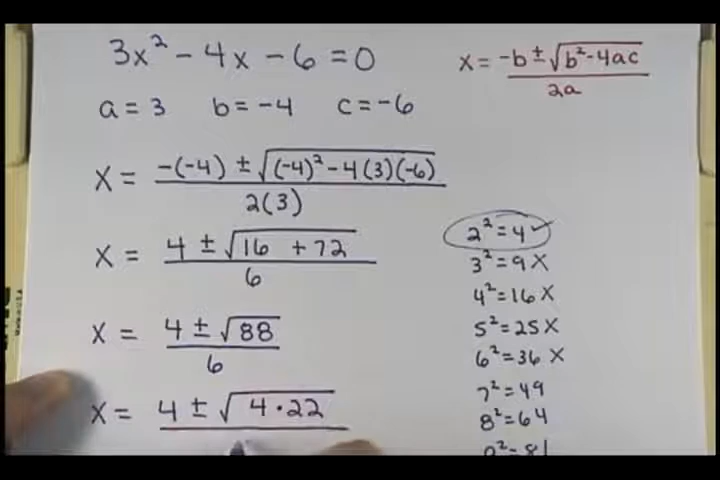 3x² - 4x - 6 = 0
x = -b ± √b² - 4ac
2a
a = 3 b = -4 c = -6
x = -(-4) ± √(-4)² - 4(3)(-6)
2(3)
x = 4 ± √16 + 72
6
x = 4 ± √88
6
x = 4 ± √4 · 22
2² = 4 ✓
3² = 9 X
4² = 16 X
5² = 25 X
6² = 36 X
7² = 49
8² = 64
9² = 81